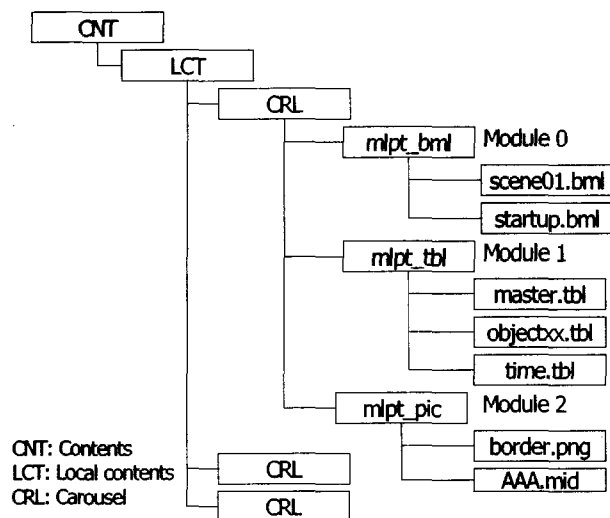 CNT
LCT
CRL
mlpt_bml Module 0
scene01.bml
startup.bml
mlpt_tbl Module 1
master.tbl
objectxx.tbl
time.tbl
mlpt_pic Module 2
border.png
AAA.mid
CNT: Contents
LCT: Local contents
CRL: Carousel
CRL
CRL